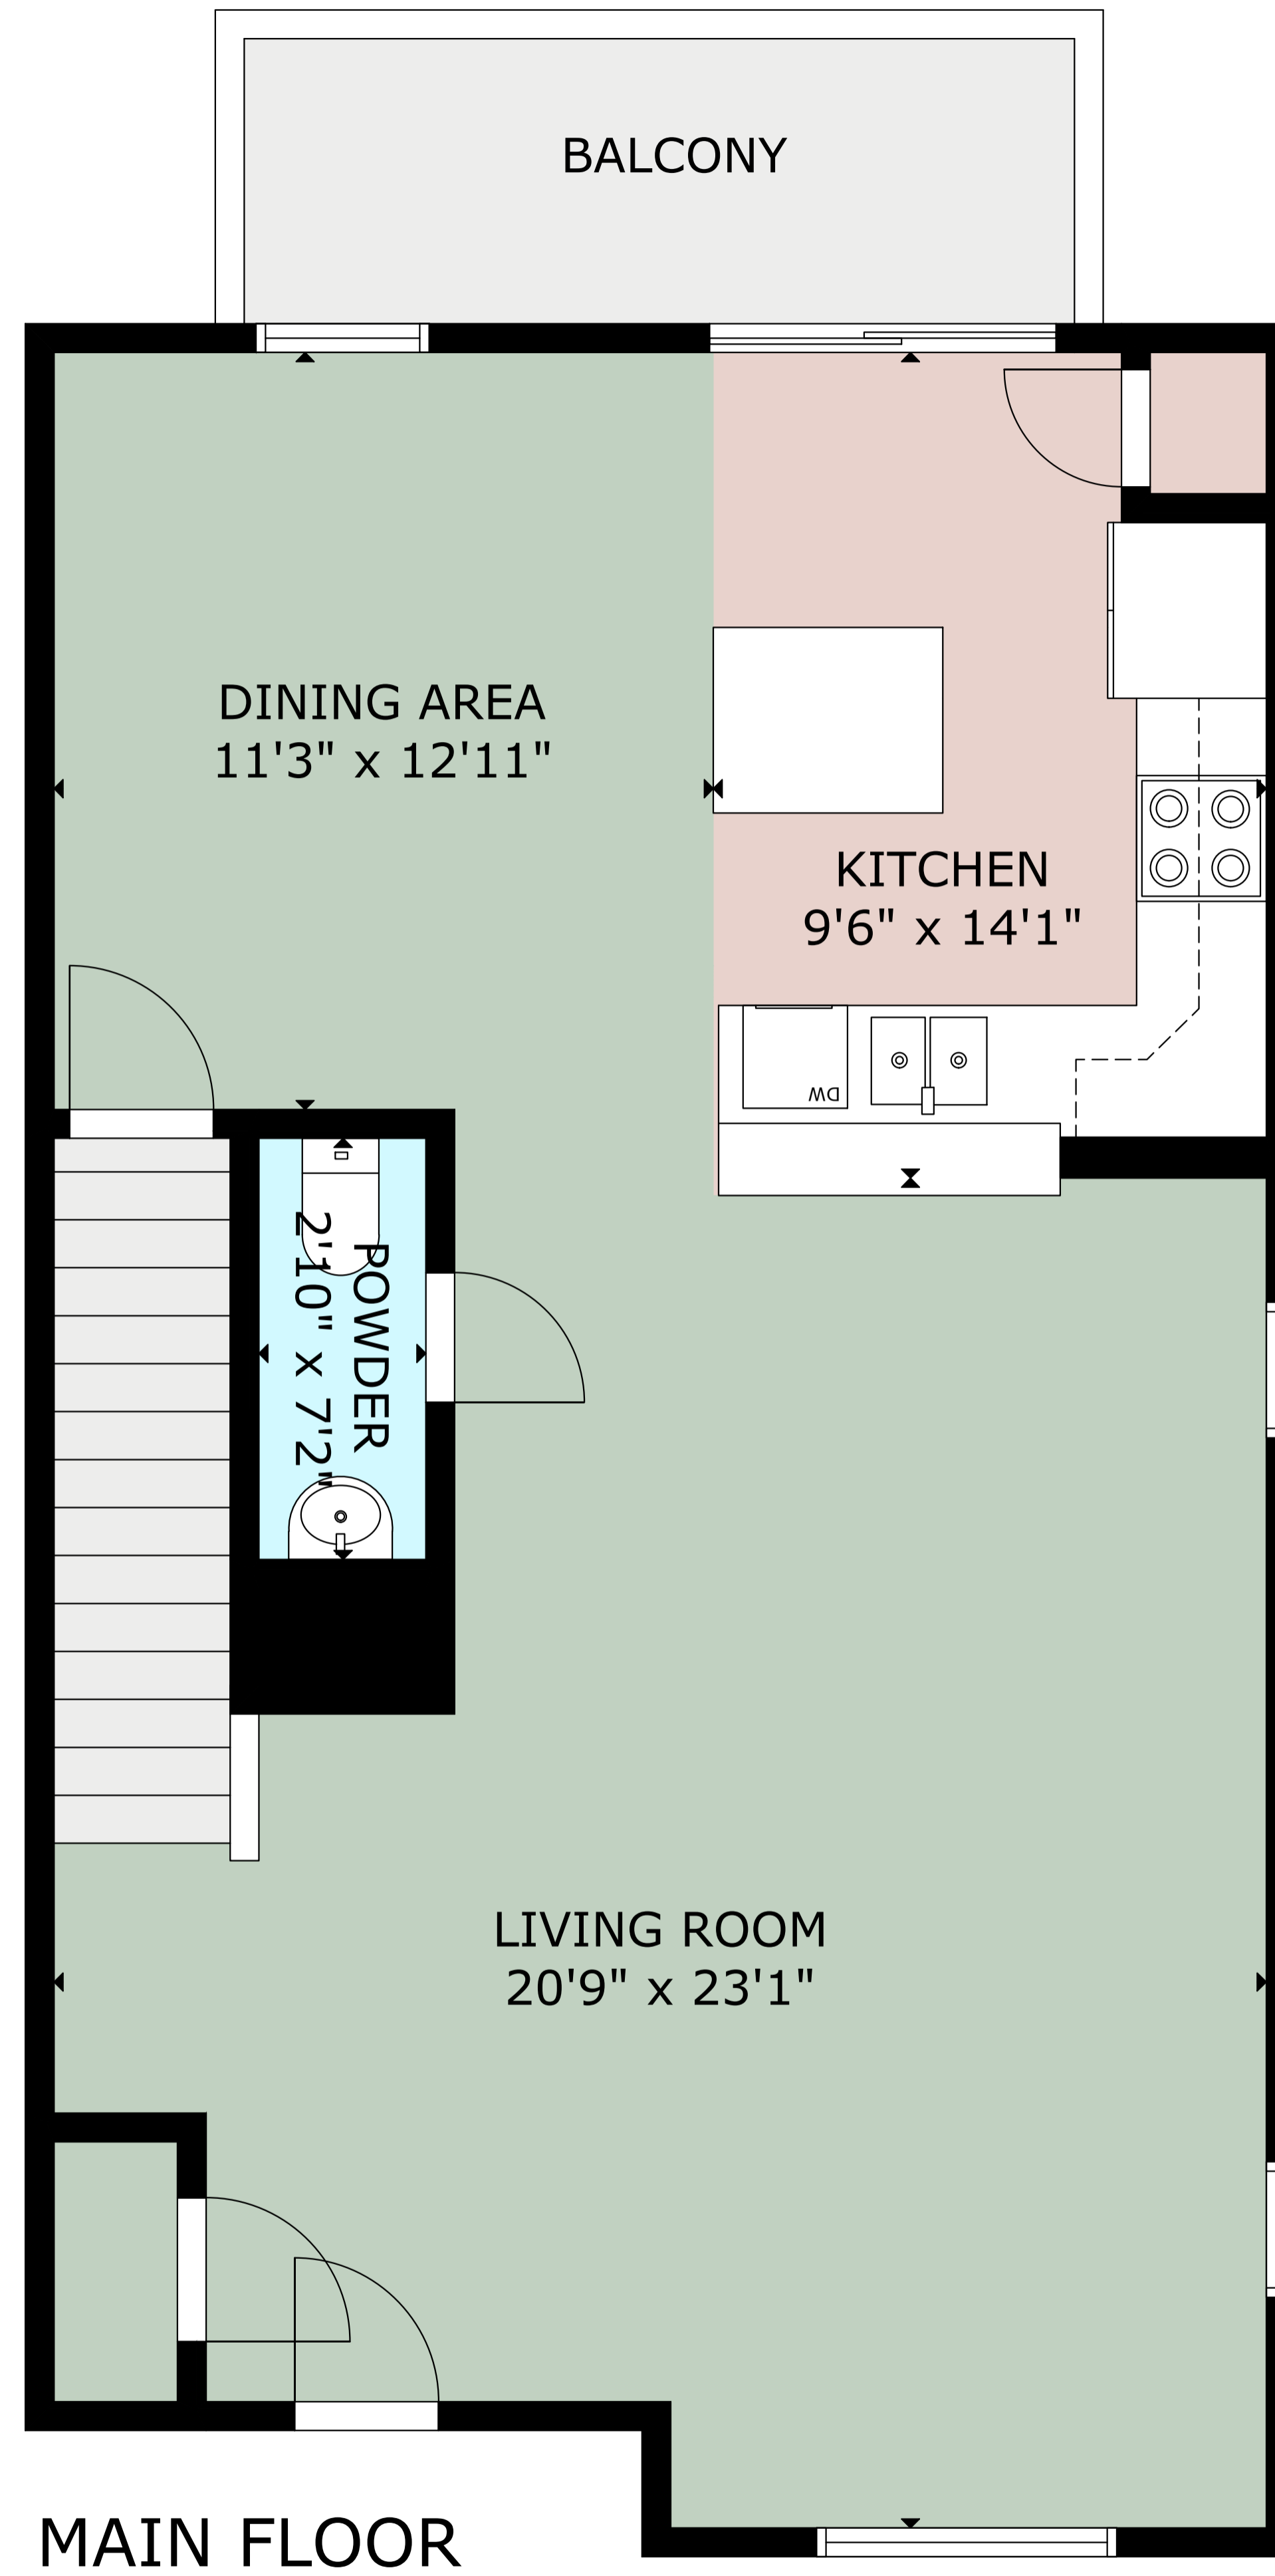 BALCONY
DINING AREA
11'3" x 12'11"
KITCHEN
9'6" x 14'1"
DW
POWDER
2'10" x 7'2"
LIVING ROOM
20'9" x 23'1"
MAIN FLOOR